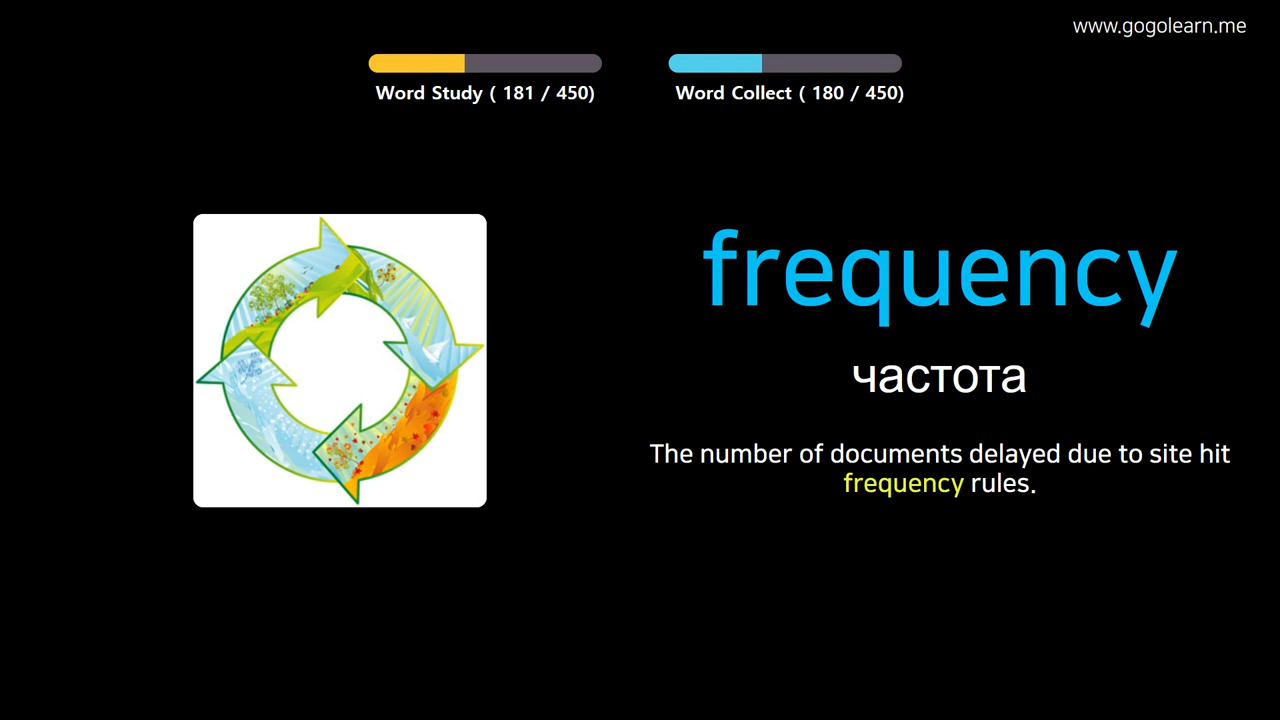 www.gogolearn.me
Word Study ( 181 / 450)
Word Collect ( 180 / 450)
frequency
частота
The number of documents delayed due to site hit
frequency rules.